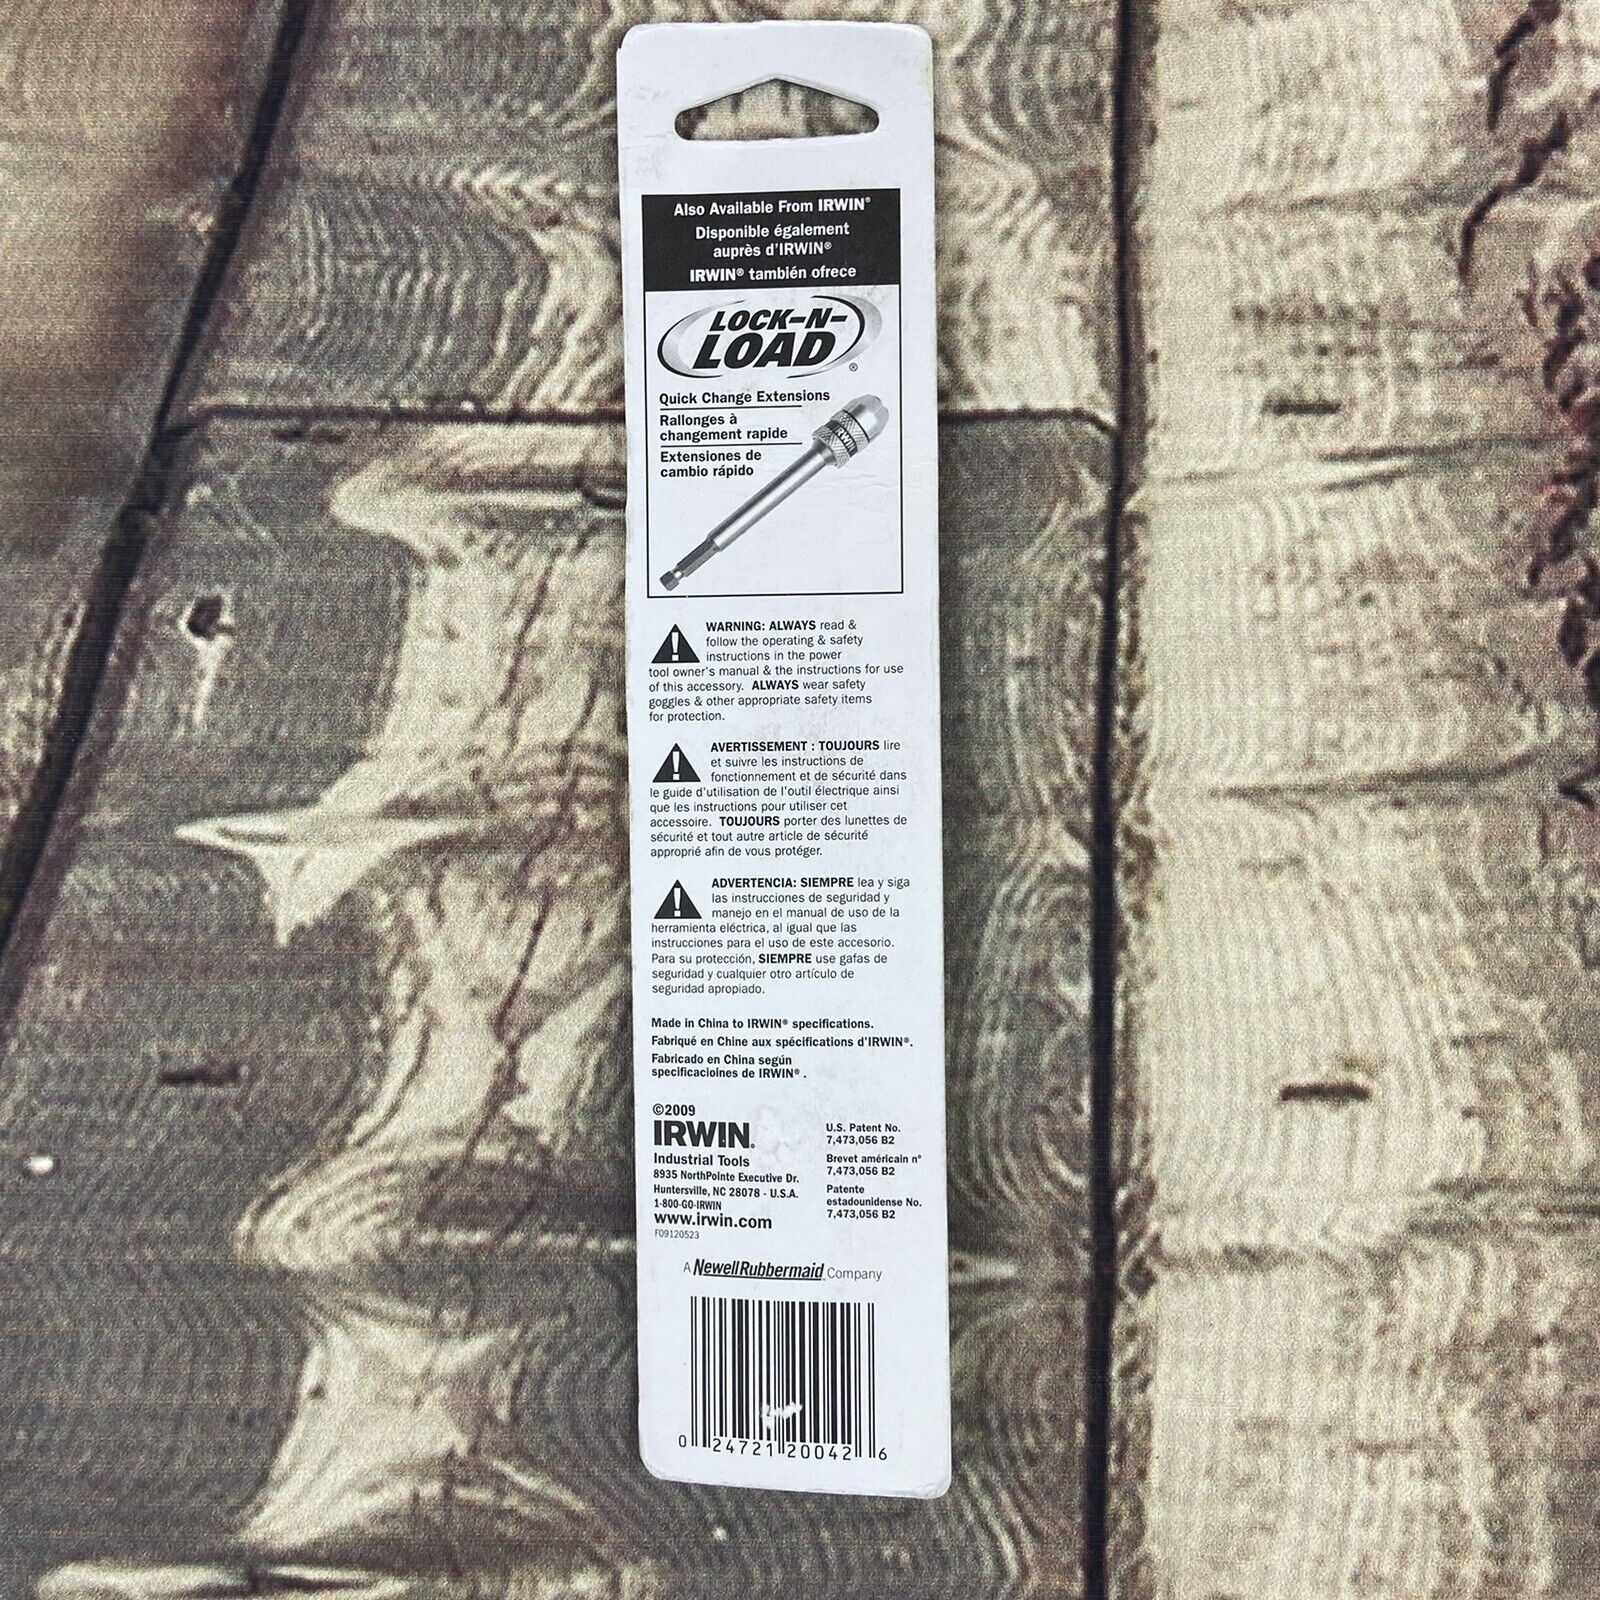 Also Available From IRWIN®
Disponible également
auprès d'IRWIN®
IRWIN® también ofrece
LOCK-N-
LOAD®
Quick Change Extensions
Rallonges à
changement rapide
Extensiones de
cambio rápido
IRWIN
WARNING: ALWAYS read &
follow the operating & safety
instructions in the power
tool owner's manual & the instructions for use
of this accessory. ALWAYS wear safety
goggles & other appropriate safety items
for protection.
AVERTISSEMENT : TOUJOURS lire
et suivre les instructions de
fonctionnement et de sécurité dans
le guide d'utilisation de l'outil électrique ainsi
que les instructions pour utiliser cet
accessoire. TOUJOURS porter des lunettes de
sécurité et tout autre article de sécurité
approprié afin de vous protéger.
ADVERTENCIA: SIEMPRE lea y siga
las instrucciones de seguridad y
manejo en el manual de uso de la
herramienta eléctrica, al igual que las
instrucciones para el uso de este accesorio.
Para su protección, SIEMPRE use gafas de
seguridad y cualquier otro artículo de
seguridad apropiado.
Made in China to IRWIN® specifications.
Fabriqué en Chine aux spécifications d'IRWIN®.
Fabricado en China según
specificacioines de IRWIN® .
©2009
IRWIN®
Industrial Tools
8935 NorthPointe Executive Dr.
Huntersville, NC 28078 - U.S.A.
1-800-GO-IRWIN
www.irwin.com
F09120523
U.S. Patent No.
7,473,056 B2
Brevet américain n°
7,473,056 B2
Patente
estadounidense No.
7,473,056 B2
A NewellRubbermaid Company
0 24721 20042 6